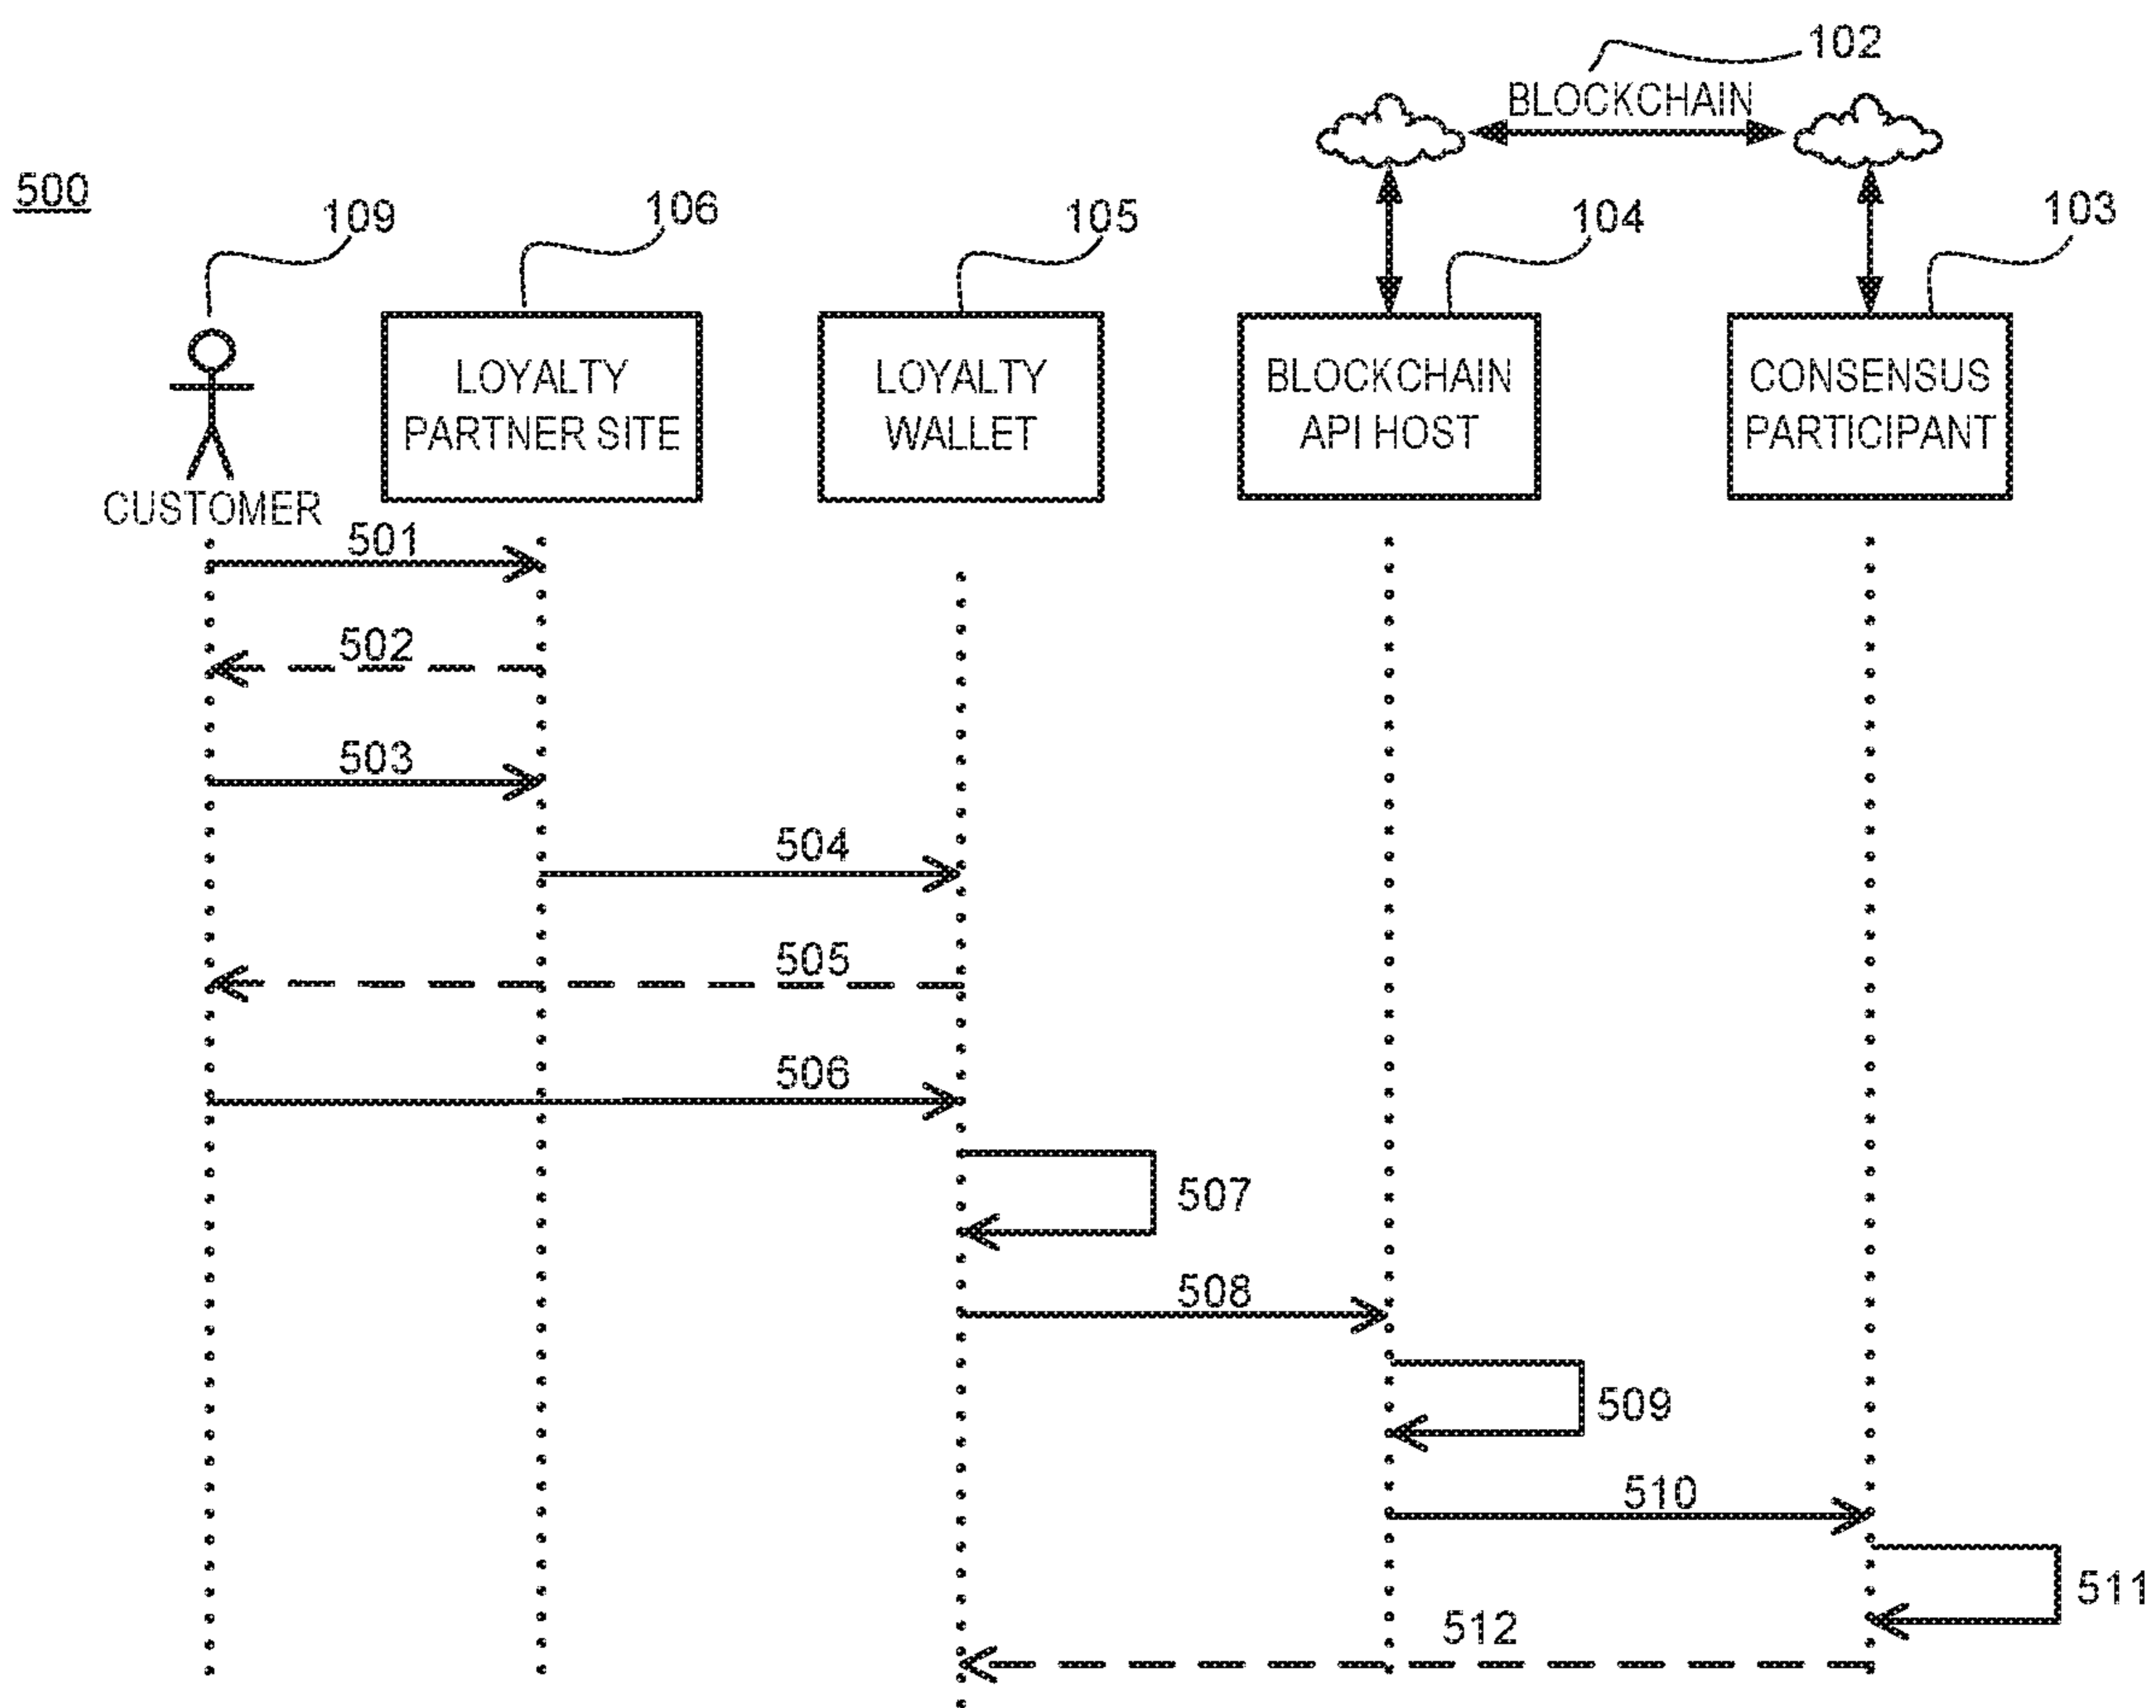 102
BLOCKCHAIN
500
109
106
105
104
103
LOYALTY
PARTNER SITE
LOYALTY
WALLET
BLOCKCHAIN
API HOST
CONSENSUS
PARTICIPANT
CUSTOMER
501
502
503
504
505
506
507
508
509
510
511
512